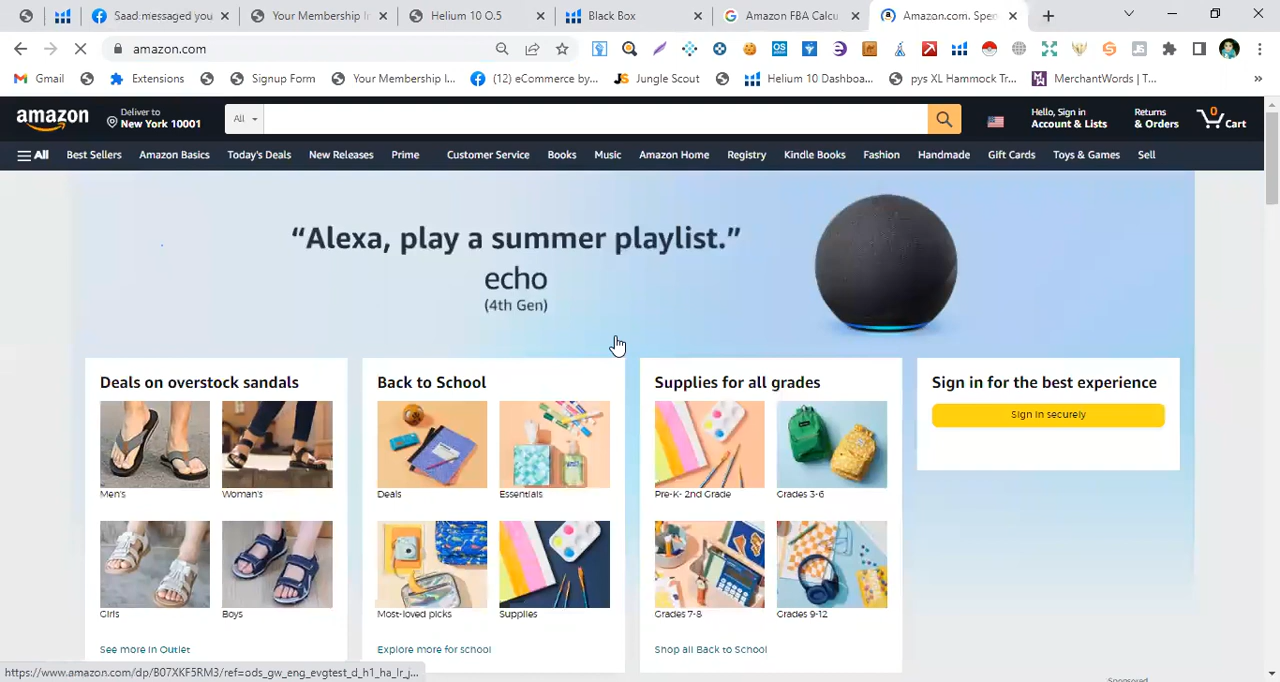 Saad:messaged you
Your Membership In
Helium 10 O.5
Black Box
Amazon FBA Calcu
Amazon.com. Spen
amazon.com
Gmail
Extensions
Signup Form
Your Membership I...
(12) eCommerce by...
Jungle Scout
Helium 10 Dashboa...
pys XL Hammock Tr...
MerchantWords | T...
»
amazon
Deliver to
New York 10001
All
Hello, Sign in
Account & Lists
Returns
& Orders
0
Cart
All
Best Sellers
Amazon Basics
Today's Deals
New Releases
Prime
Customer Service
Books
Music
Amazon Home
Registry
Kindle Books
Fashion
Handmade
Gift Cards
Toys & Games
Sell
“Alexa, play a summer playlist.”
echo
(4th Gen)
Deals on overstock sandals
Men's
Woman's
Girls
Boys
See more in Outlet
Back to School
Deals
Essentials
Most-loved picks
Supplies
Explore more for school
Supplies for all grades
Pre-K- 2nd Grade
Grades 3-6
Grades 7-8
Grades 9-12
Shop all Back to School
Sign in for the best experience
Sign in securely
Sponsored
https://www.amazon.com/dp/B07XKF5RM3/ref=ods_gw_eng_evgtest_d_h1_ha_lr_j...